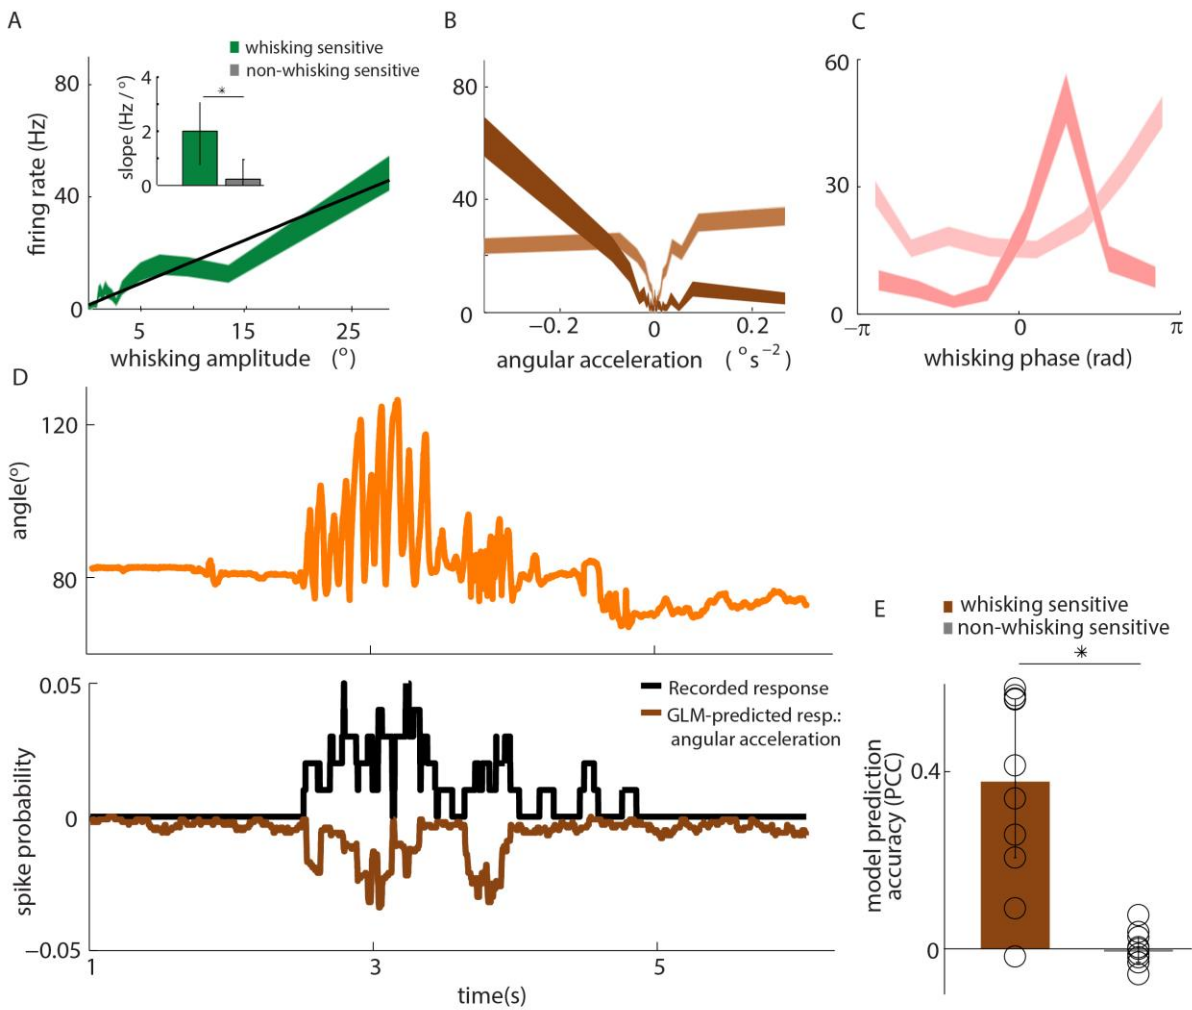 A
whisking sensitive
non-whisking sensitive
*
slope (Hz / °)
4
2
0
firing rate (Hz)
80
40
0
5
15
25
whisking amplitude (°)
B
80
40
0
−0.2
0
0.2
angular acceleration (°s⁻²)
C
60
30
0
−π
0
π
whisking phase (rad)
D
angle(°)
120
80
Recorded response
GLM-predicted resp.:
angular acceleration
spike probability
0.05
0
−0.05
1
3
5
time(s)
E
whisking sensitive
non-whisking sensitive
*
model prediction
accuracy (PCC)
0.4
0